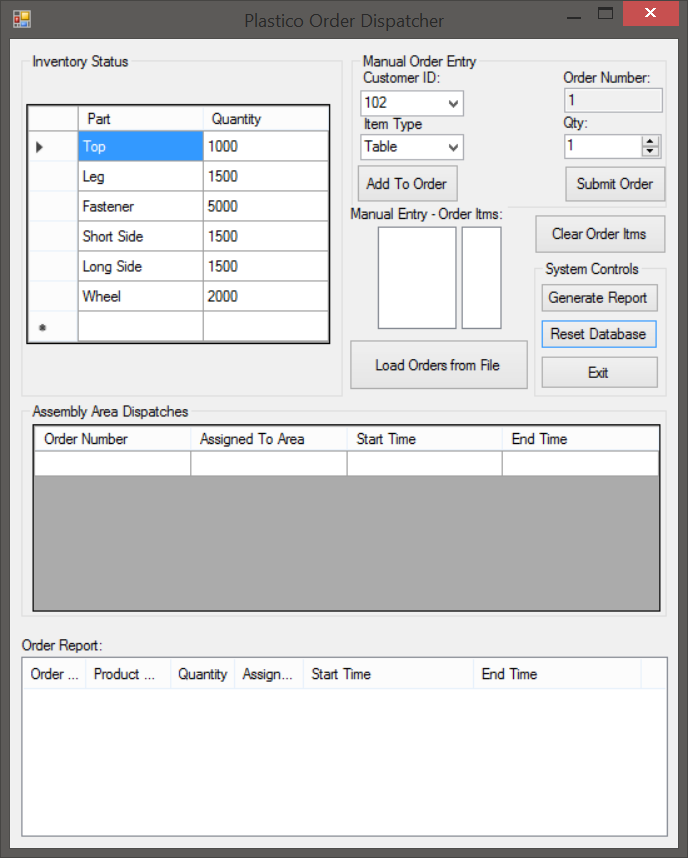 Plastico Order Dispatcher
Inventory Status
Part Quantity
Top 1000
Leg 1500
Fastener 5000
Short Side 1500
Long Side 1500
Wheel 2000
Manual Order Entry
Customer ID: Order Number:
102 1
Item Type Qty:
Table 1
Add To Order Submit Order
Manual Entry - Order Itms:
Clear Order Itms
System Controls
Generate Report
Reset Database
Exit
Load Orders from File
Assembly Area Dispatches
Order Number Assigned To Area Start Time End Time
Order Report:
Order ... Product ... Quantity Assign... Start Time End Time